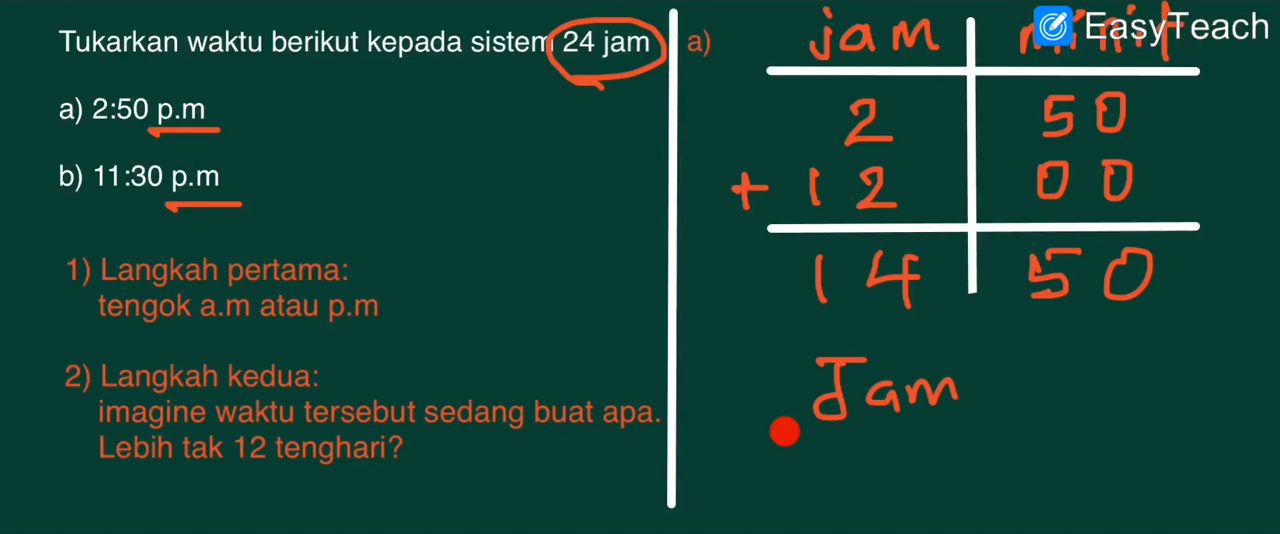 Tukarkan waktu berikut kepada sistem 24 jam
a) 2:50 p.m
b) 11:30 p.m
1) Langkah pertama:
tengok a.m atau p.m
2) Langkah kedua:
imagine waktu tersebut sedang buat apa.
Lebih tak 12 tenghari?
EasyTeach
a) jam minit
2 50
+ 12 00
14 50
Jam